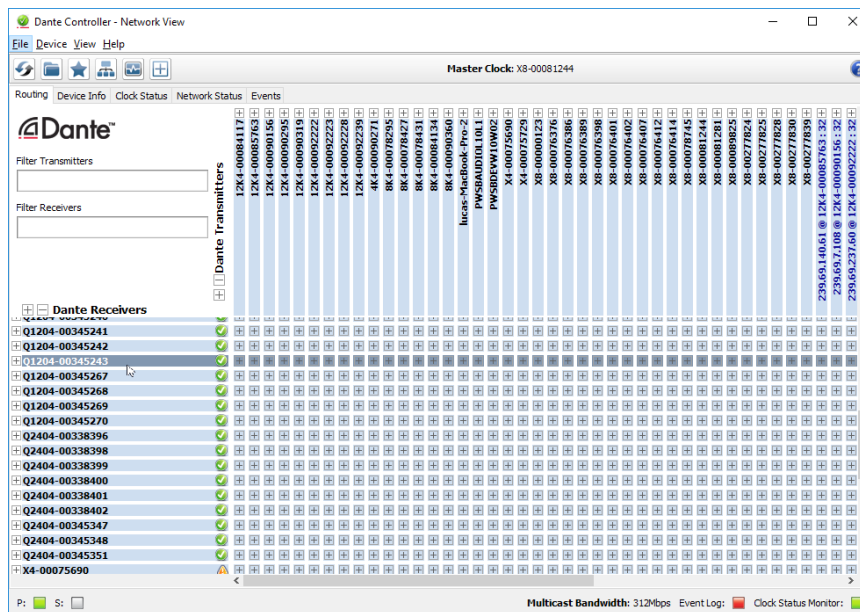 Dante Controller - Network View
File Device View Help
Master Clock: X8-00081244
Routing Device Info Clock Status Network Status Events
Dante™
Filter Transmitters
Filter Receivers
Dante Transmitters
12K4-00084117
12K4-00085763
12K4-00090156
12K4-00090295
12K4-00090319
12K4-00092222
12K4-00092223
12K4-00092228
12K4-00092239
4K4-00090271
8K4-00078295
8K4-00078427
8K4-00078431
8K4-00084134
8K4-00090360
lucas-MacBook-Pro-2
PWSBAUDIOL10L1
PWSBDEVW10W02
X4-00075690
X4-00075729
X8-00000123
X8-00076376
X8-00076386
X8-00076389
X8-00076398
X8-00076401
X8-00076402
X8-00076407
X8-00076412
X8-00076414
X8-00078745
X8-00081244
X8-00081281
X8-00089825
X8-00277824
X8-00277825
X8-00277828
X8-00277830
X8-00277839
239.69.140.61 @ 12K4-00085763 : 32
239.69.7.108 @ 12K4-00090156 : 32
239.69.237.60 @ 12K4-00092222 : 32
Dante Receivers
Q1204-00345240
Q1204-00345241
Q1204-00345242
Q1204-00345243
Q1204-00345267
Q1204-00345268
Q1204-00345269
Q1204-00345270
Q2404-00338396
Q2404-00338398
Q2404-00338399
Q2404-00338400
Q2404-00338401
Q2404-00338402
Q2404-00345347
Q2404-00345348
Q2404-00345351
X4-00075690
P: S: Multicast Bandwidth: 312Mbps Event Log: Clock Status Monitor: